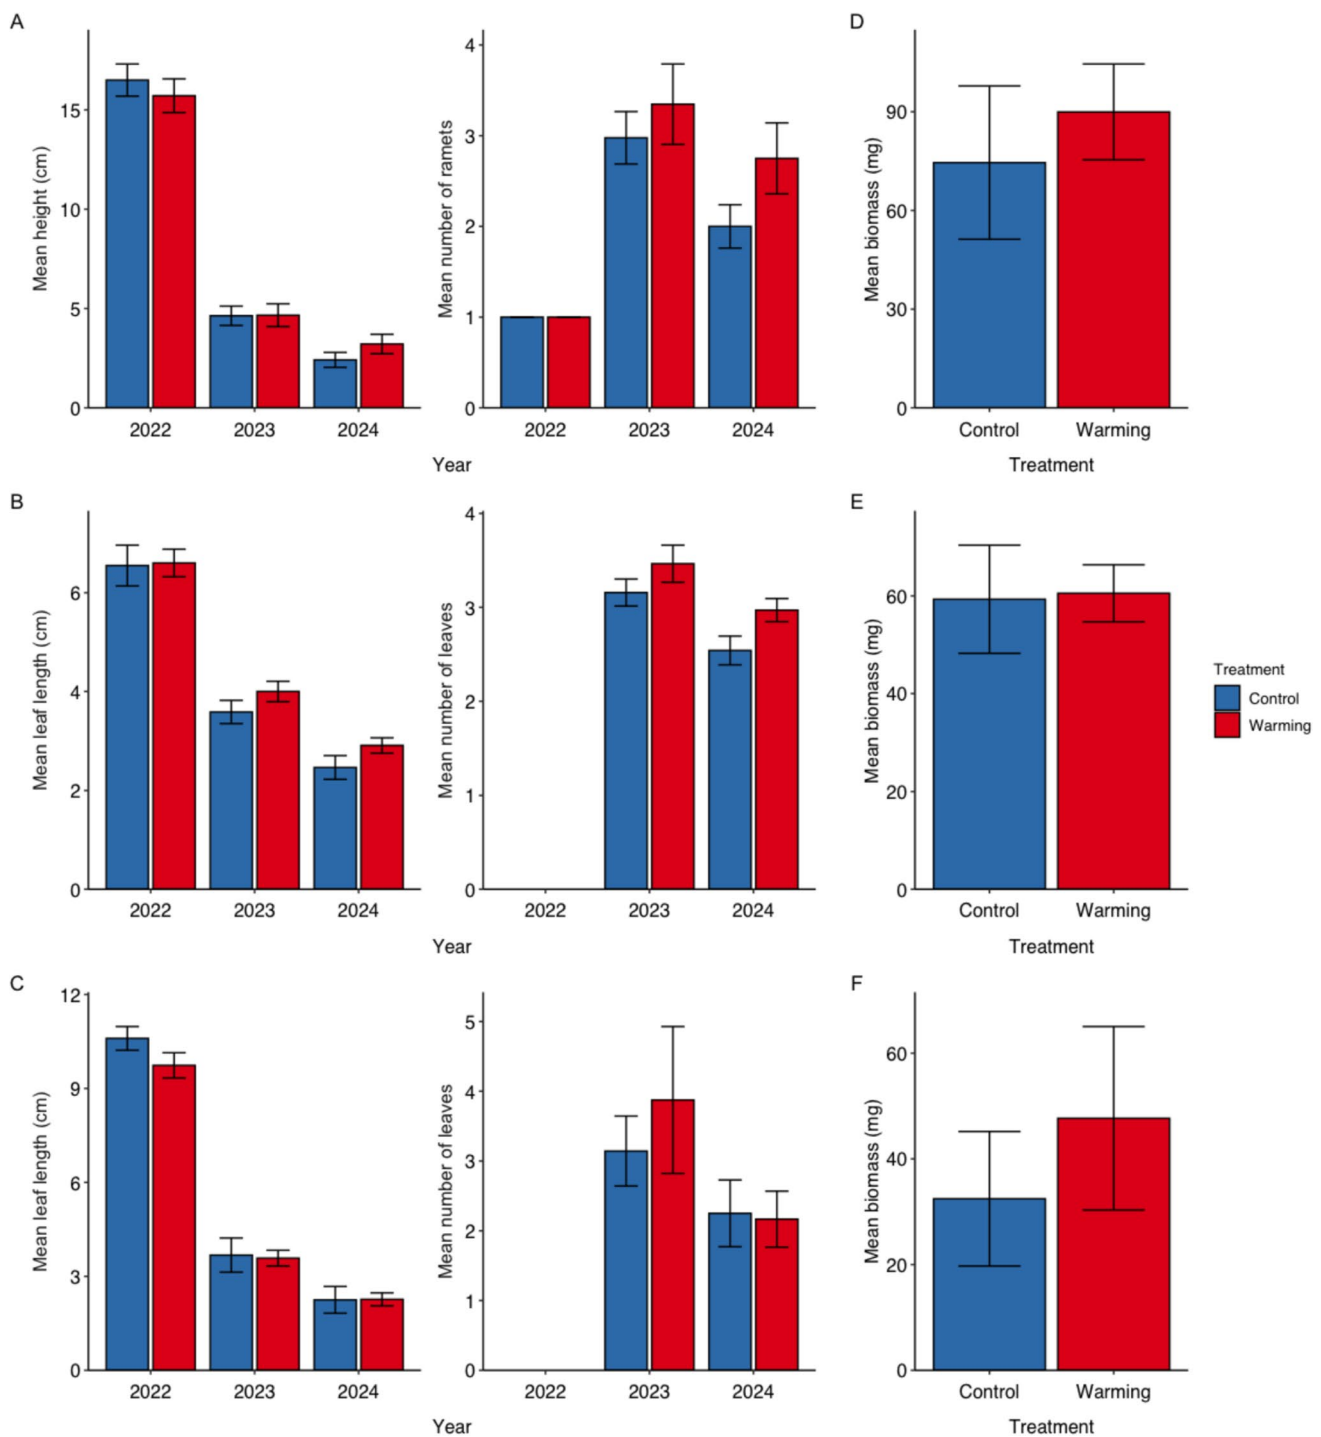 A
Mean height (cm)
15
10
5
0
2022 2023 2024
Mean number of ramets
4
3
2
1
0
2022 2023 2024
Year
D
Mean biomass (mg)
90
60
30
0
Control Warming
Treatment
B
Mean leaf length (cm)
6
4
2
0
2022 2023 2024
Mean number of leaves
4
3
2
1
0
2022 2023 2024
Year
E
Mean biomass (mg)
60
40
20
0
Control Warming
Treatment
Treatment
Control
Warming
C
Mean leaf length (cm)
12
9
6
3
0
2022 2023 2024
Mean number of leaves
5
4
3
2
1
0
2022 2023 2024
Year
F
Mean biomass (mg)
60
40
20
0
Control Warming
Treatment